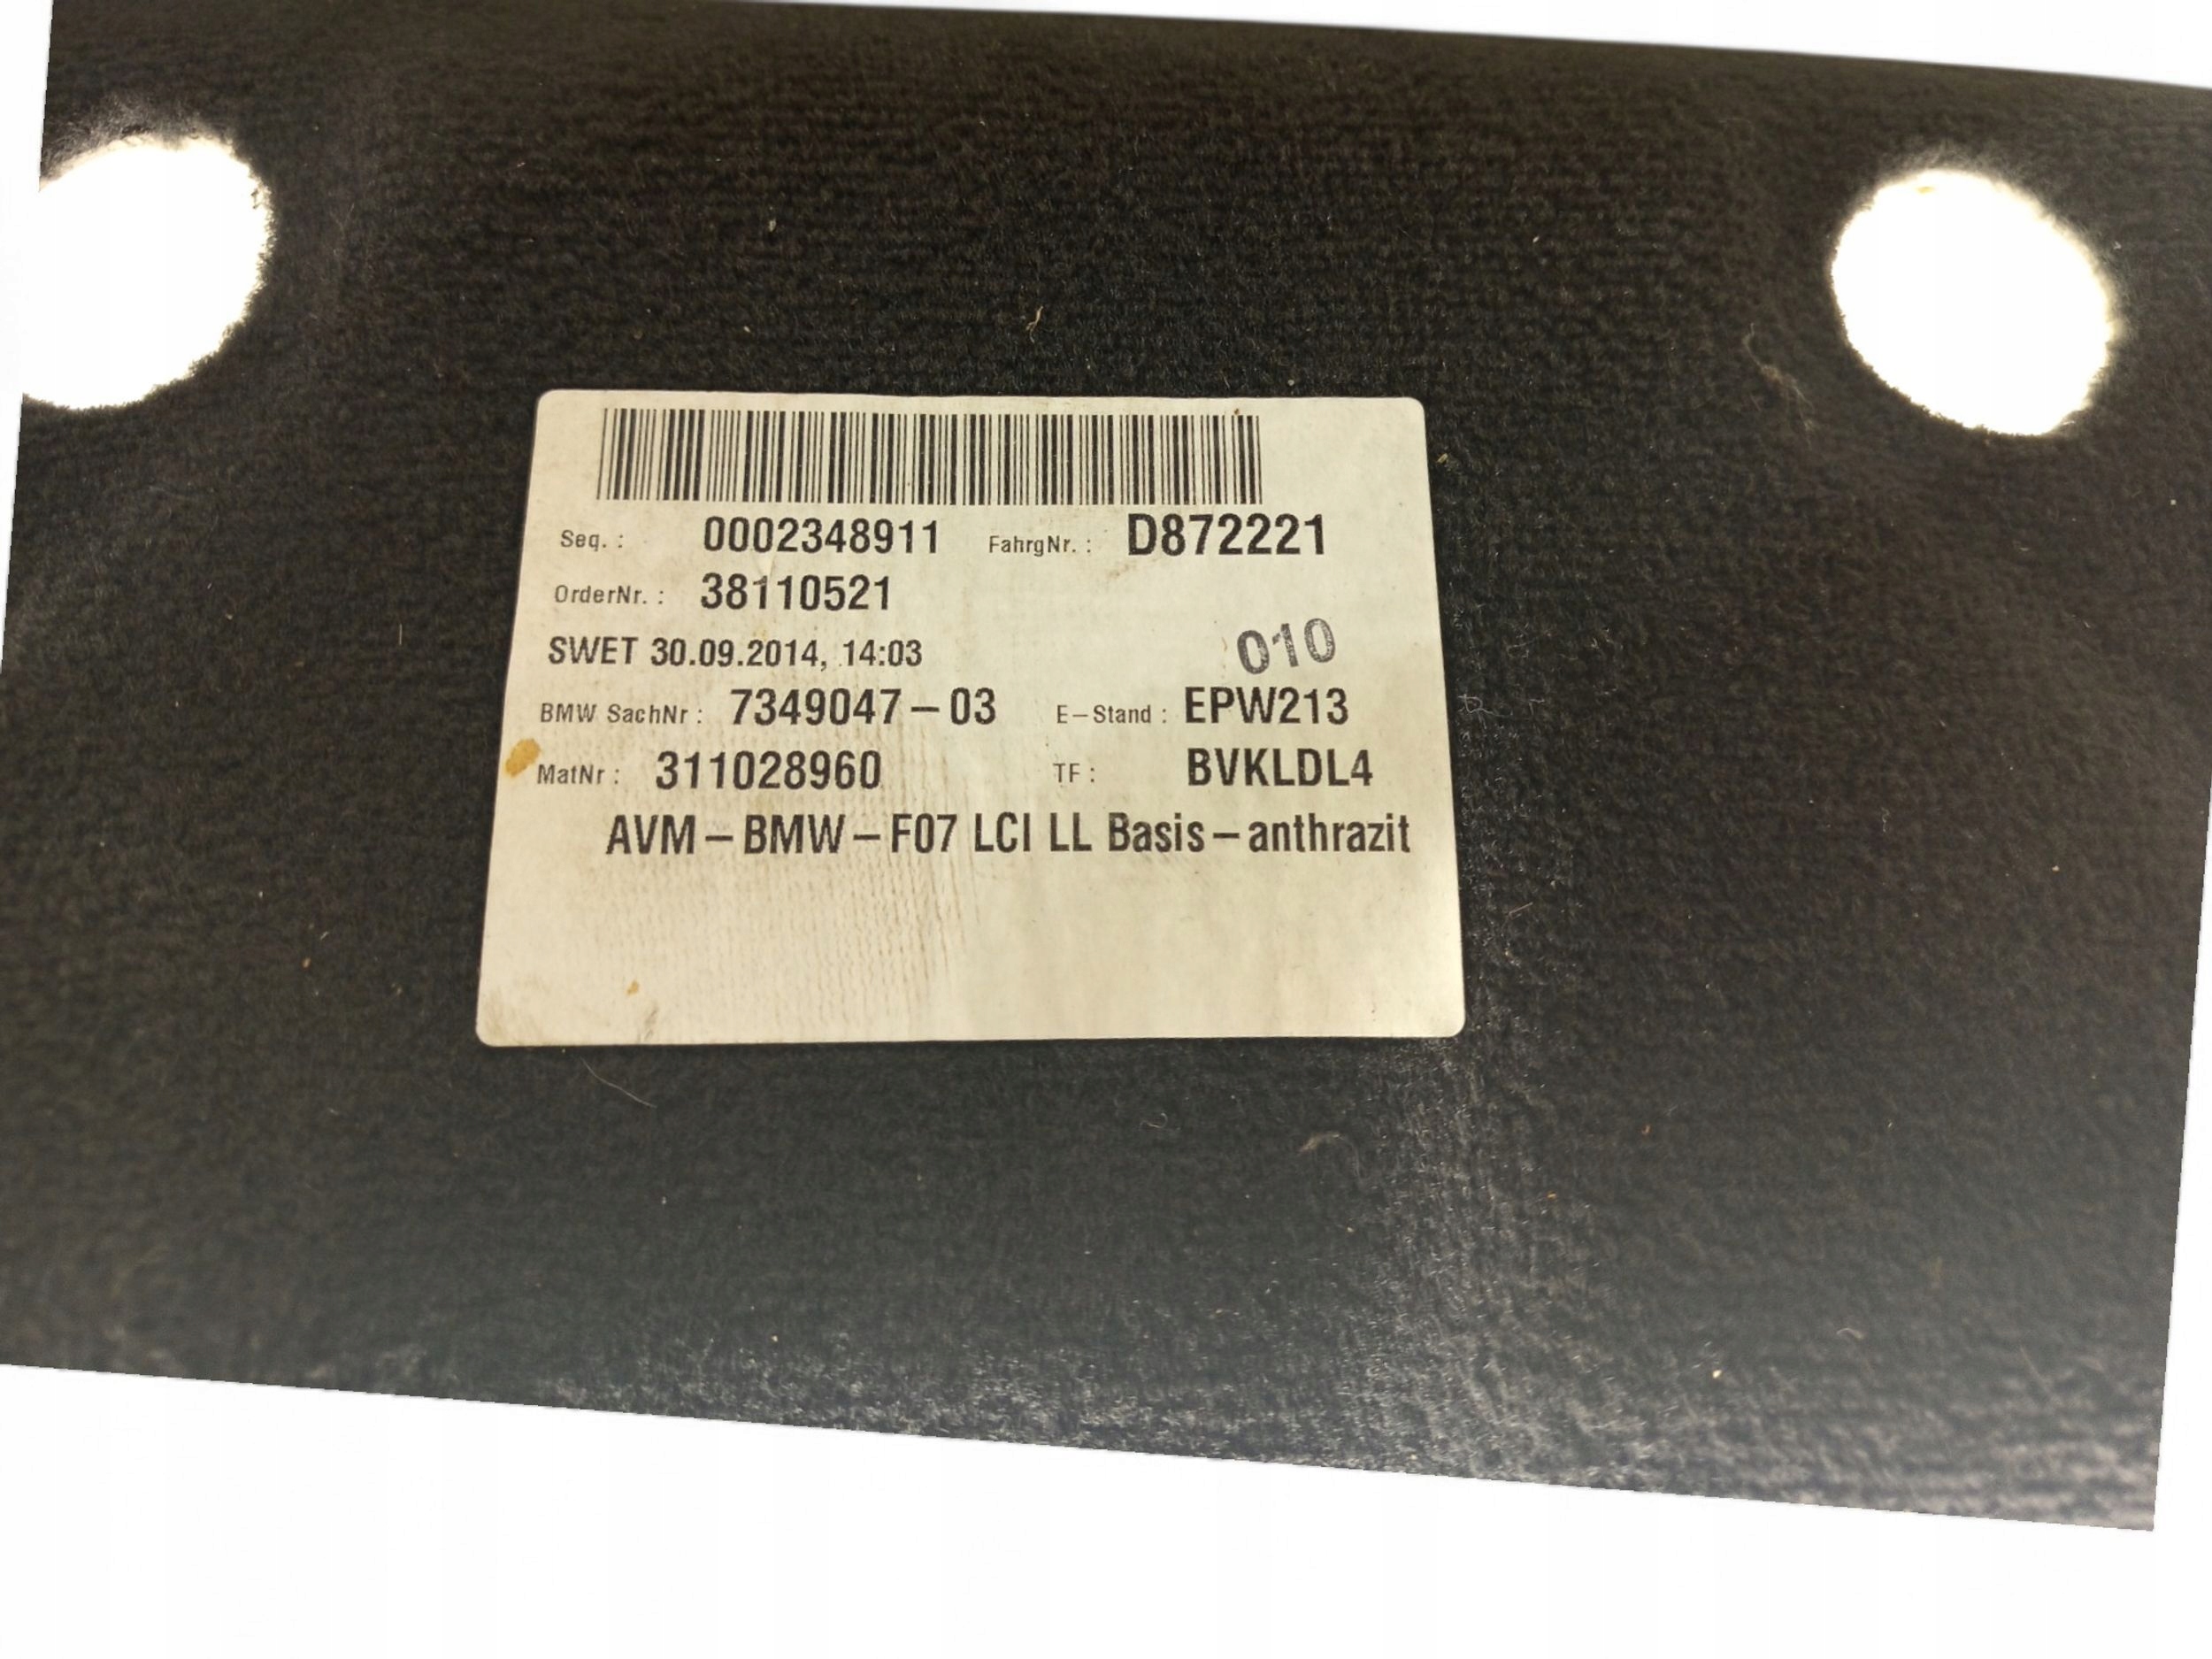 Seq. : 0002348911 FahrgNr. : D872221
OrderNr. : 38110521
SWET 30.09.2014, 14:03 010
BMW SachNr : 7349047-03 E-Stand : EPW213
MatNr : 311028960 TF : BVKLDL4
AVM-BMW-F07 LCI LL Basis-anthrazit